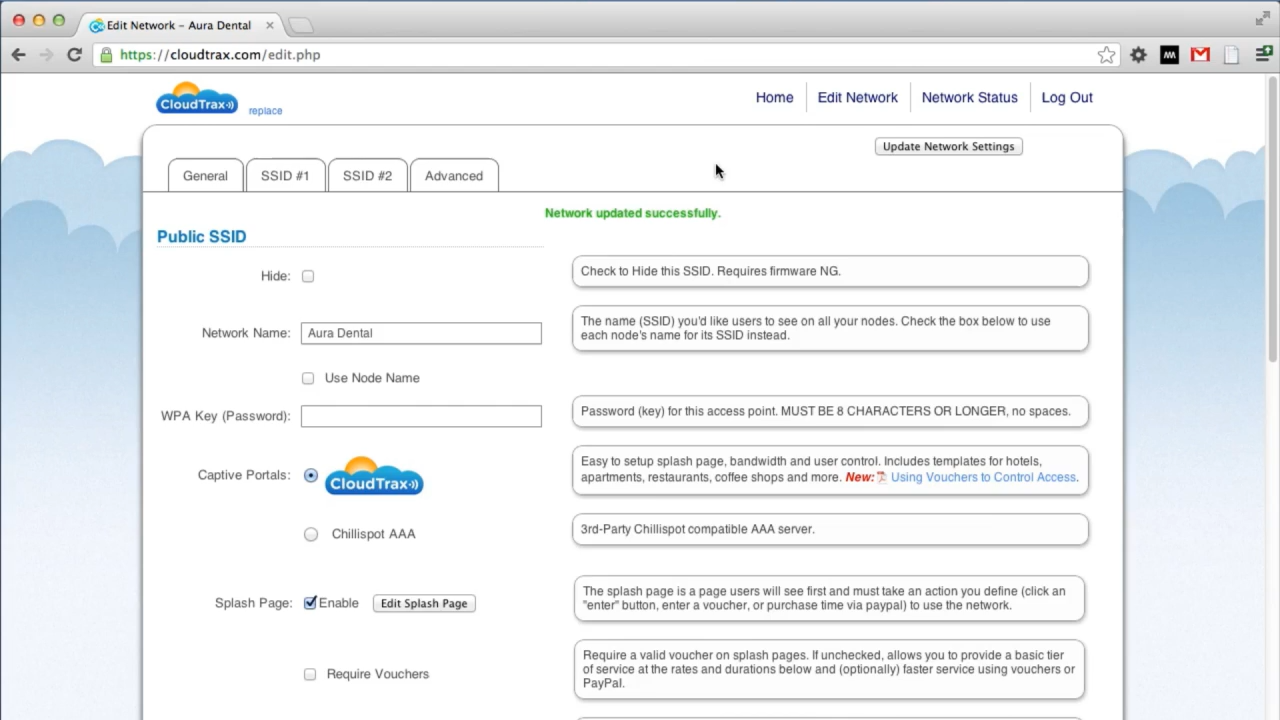 Edit Network - Aura Dental
https://cloudtrax.com/edit.php
CloudTrax
replace
Home
Edit Network
Network Status
Log Out
Update Network Settings
General
SSID #1
SSID #2
Advanced
Network updated successfully.
Public SSID
Hide:
Check to Hide this SSID. Requires firmware NG.
Network Name:
Aura Dental
The name (SSID) you'd like users to see on all your nodes. Check the box below to use
each node's name for its SSID instead.
Use Node Name
WPA Key (Password):
Password (key) for this access point. MUST BE 8 CHARACTERS OR LONGER, no spaces.
Captive Portals:
CloudTrax
Easy to setup splash page, bandwidth and user control. Includes templates for hotels,
apartments, restaurants, coffee shops and more. New: Using Vouchers to Control Access.
Chillispot AAA
3rd-Party Chillispot compatible AAA server.
Splash Page:
Enable
Edit Splash Page
The splash page is a page users will see first and must take an action you define (click an
"enter" button, enter a voucher, or purchase time via paypal) to use the network.
Require Vouchers
Require a valid voucher on splash pages. If unchecked, allows you to provide a basic tier
of service at the rates and durations below and (optionally) faster service using vouchers or
PayPal.